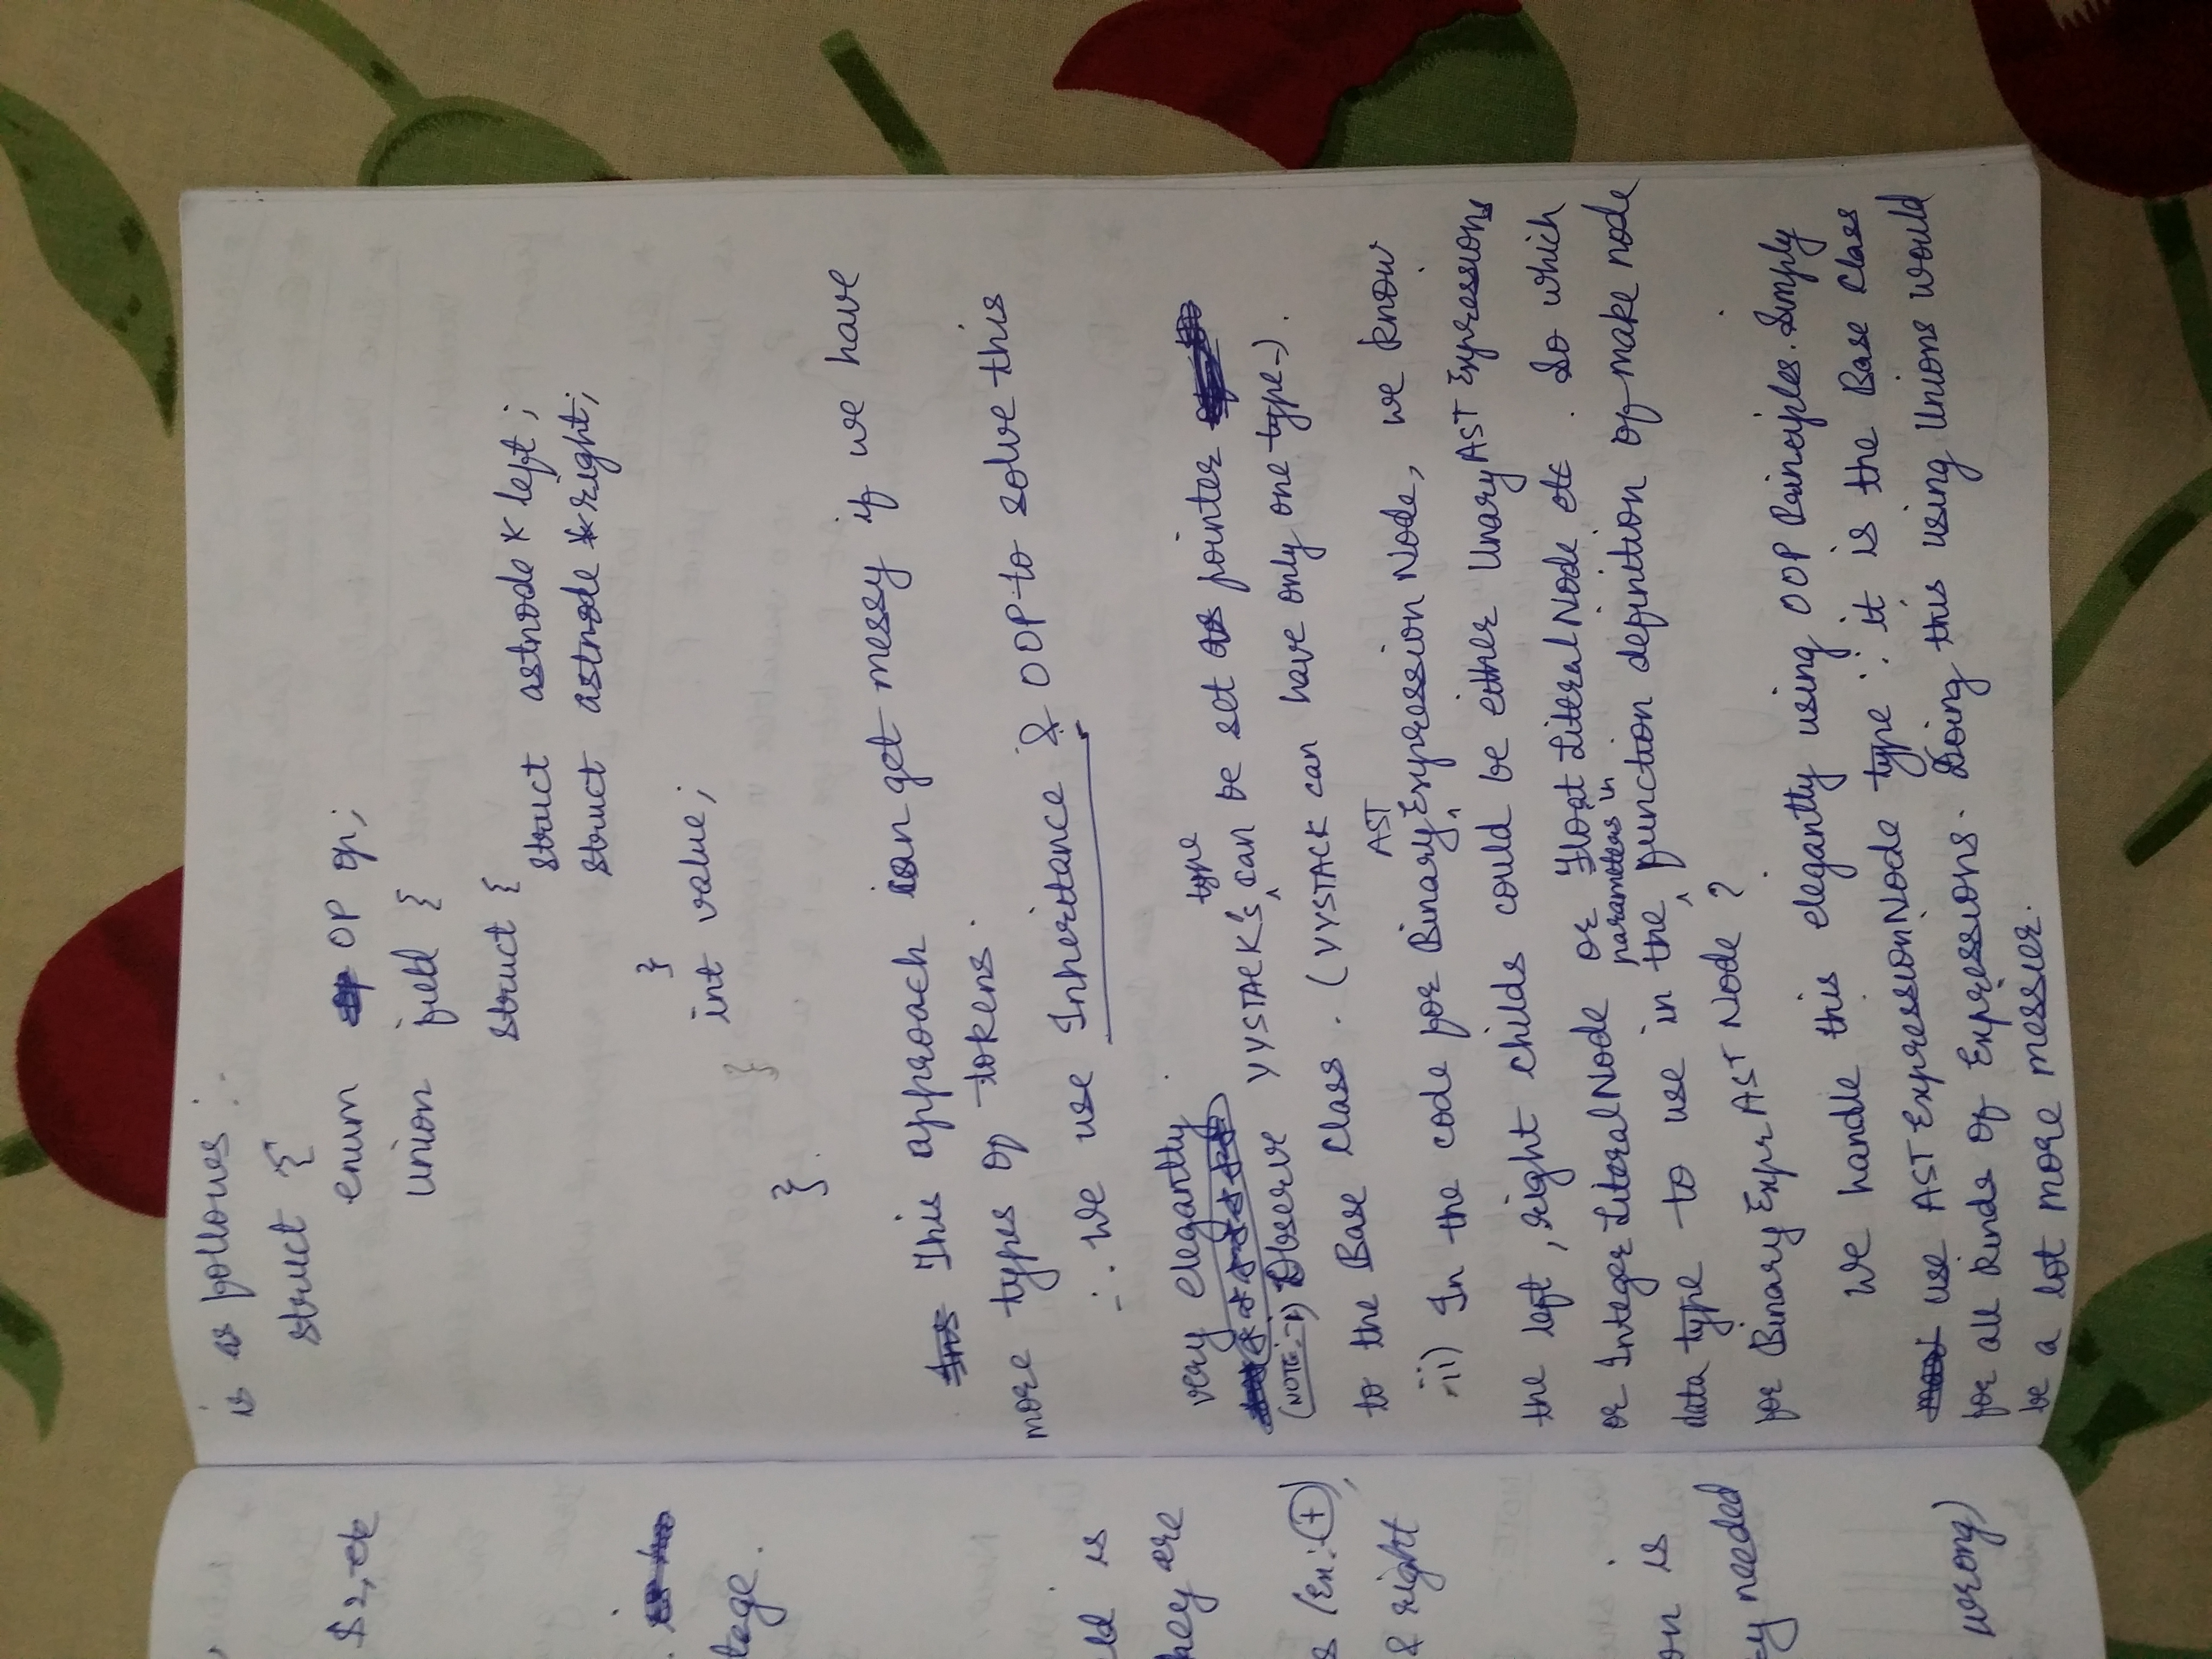 $2, etc
tage.
eld is
hey are
s (Ex: +),
& right
on is
ey needed
wrong)
is as follows :
struct {
enum OP op;
union field {
struct {
struct astnode * left;
struct astnode * right;
}
int value;
}
}.
This approach can get messy if we have
more types of tokens.
∴ We use Inheritance & OOP to solve this
very elegantly
(NOTE:- i) Observe YYSTACK's type can be set as pointer
to the Base Class. (YYSTACK can have only one type-).
ii) In the code for Binary AST Expression Node, we know
the left, right childs could be either Unary AST Expressions
or Integer Literal Node or Float Literal Node etc. So which
data type to use in the parameters in function definition of make node
for Binary Expr AST Node ?
We handle this elegantly using OOP Principles. Simply
use AST Expression Node type ∵ it is the Base Class
for all kinds of Expressions. Doing this using Unions would
be a lot more messier.